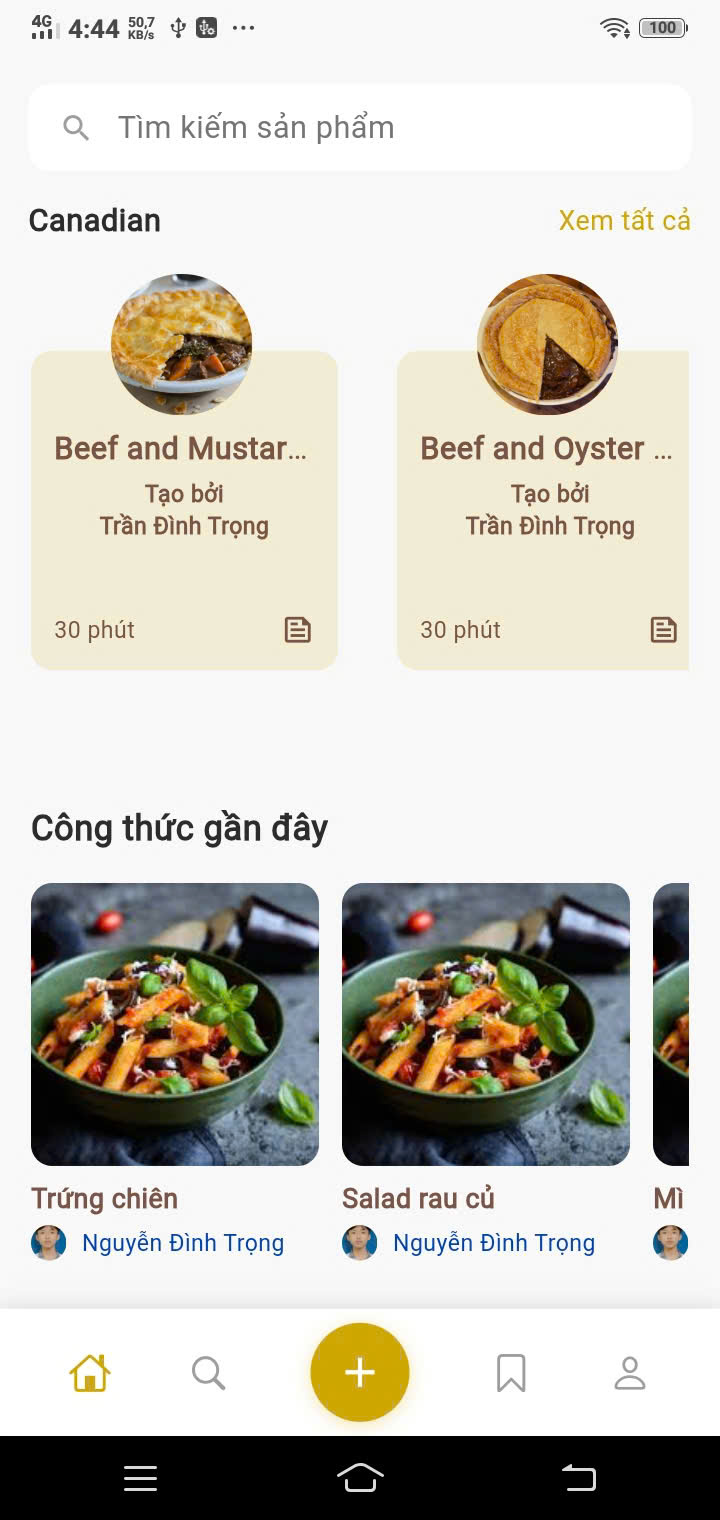 4G 4:44 50,7 KB/s ... 100
Tìm kiếm sản phẩm
Canadian Xem tất cả
Beef and Mustar... Beef and Oyster ...
Tạo bởi Tạo bởi
Trần Đình Trọng Trần Đình Trọng
30 phút 30 phút
Công thức gần đây
Trứng chiên Salad rau củ Mì
Nguyễn Đình Trọng Nguyễn Đình Trọng